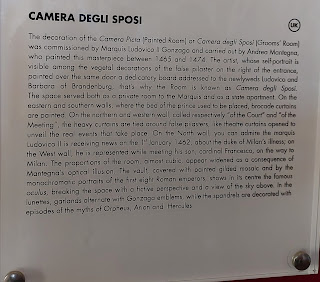 CAMERA DEGLI SPOSI
UK
The decoration of the Camera Picta (Painted Room) or Camera degli Sposi (Grooms' Room)
was commissioned by Marquis Ludovico II Gonzaga and carried out by Andrea Mantegna,
who painted this masterpiece between 1465 and 1474. The artist, whose self-portrait is
visible among the vegetal decorations of the false pilaster on the right of the entrance,
painted over the same door a dedicatory board addressed to the newlyweds Ludovico and
Barbara of Brandenburg, that's why the Room is known as Camera degli Sposi.
The space served both as a private room to the Marquis and as a state apartment. On the
eastern and southern walls, where the bed of the prince used to be placed, brocade curtains
are painted. On the northern and western wall, called respectively "of the Court" and "of the
Meeting", the heavy curtains are tied around false pillars, like theatre curtains opened to
unveil the real events that take place. On the North wall, you can admire the marquis
Ludovico II receiving news on the 1st January 1462, about the duke of Milan's illness; on
the West wall, he is represented while meeting his son, cardinal Francesco, on the way to
Milan. The proportions of the room, almost cubic, appear widened as a consequence of
Mantegna's optical illusion. The vault, covered with painted gilded mosaic and by the
monochromatic portraits of the first eight Roman emperors, shows in its centre the famous
oculus, breaking the space with a fictive perspective and a view of the sky above. In the
lunettes, garlands alternate with Gonzaga emblems, while the spandrels are decorated with
episodes of the myths of Orpheus, Arion and Hercules.